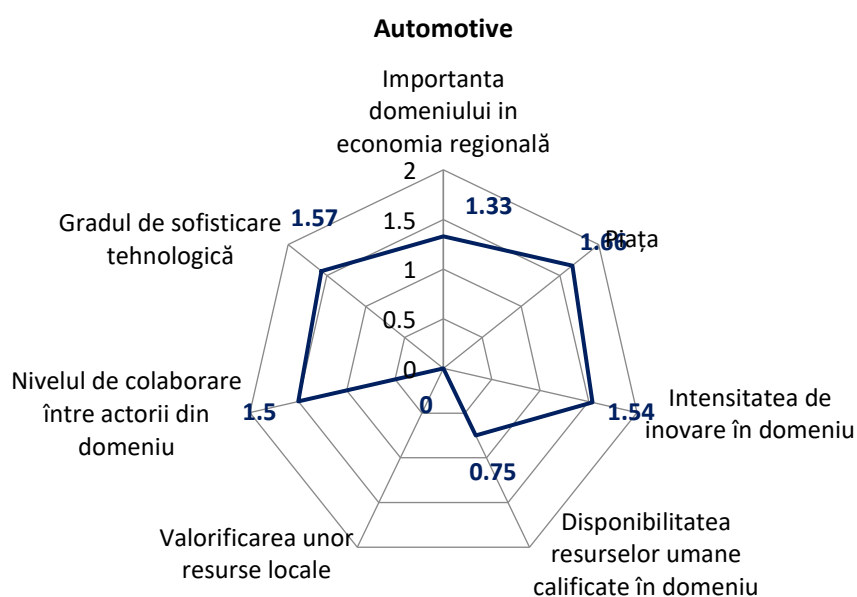 Automotive
Importanta
domeniului in
economia regională
2
1.33
1.57
Gradul de sofisticare
tehnologică
1.5
1.66
Piața
1
0.5
0
Nivelul de colaborare
între actorii din
domeniu
1.5
0
1.54
Intensitatea de
inovare în domeniu
0.75
Valorificarea unor
resurse locale
Disponibilitatea
resurselor umane
calificate în domeniu